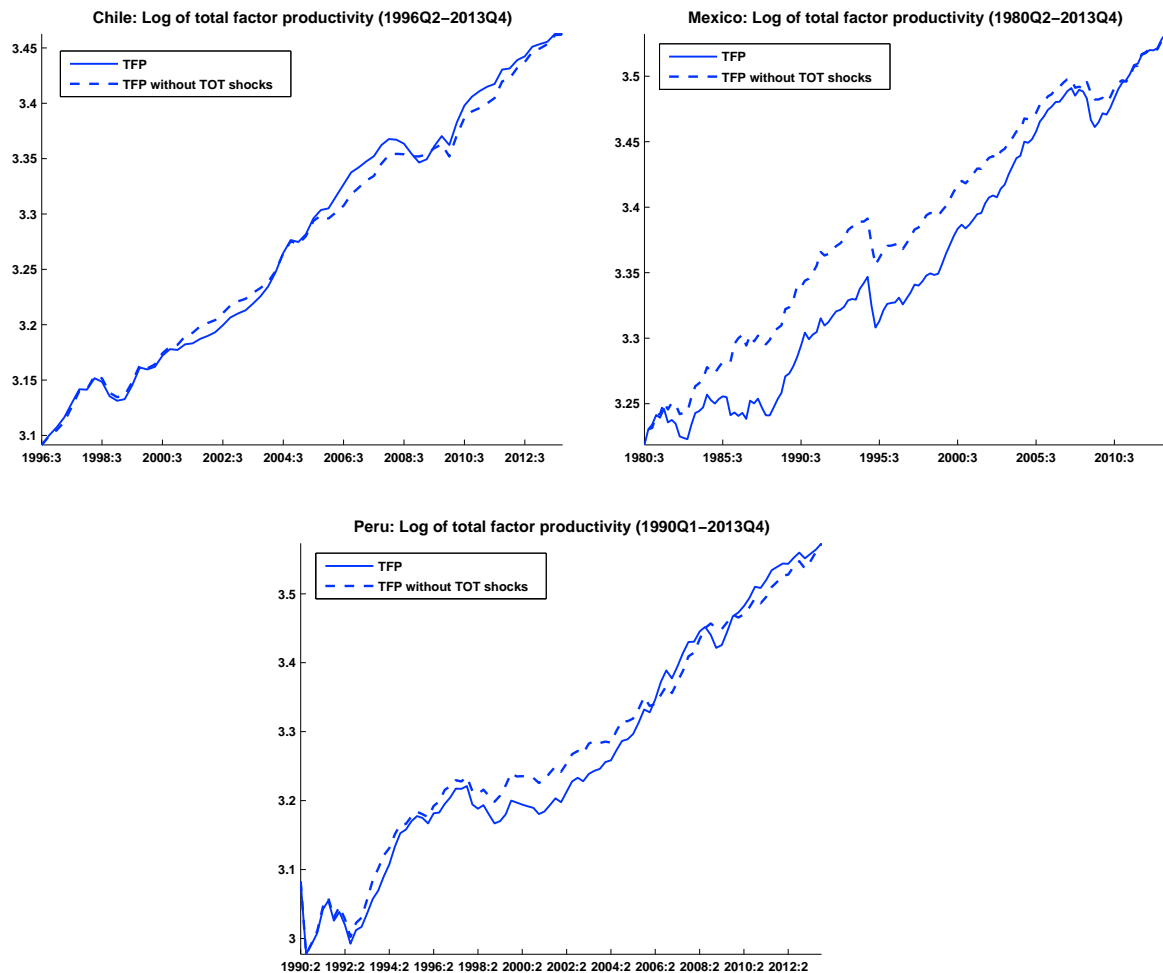 Chile: Log of total factor productivity (1996Q2−2013Q4)
3.45
3.4
3.35
3.3
3.25
3.2
3.15
3.1
TFP
TFP without TOT shocks
1996:3 1998:3 2000:3 2002:3 2004:3 2006:3 2008:3 2010:3 2012:3
Mexico: Log of total factor productivity (1980Q2−2013Q4)
3.5
3.45
3.4
3.35
3.3
3.25
TFP
TFP without TOT shocks
1980:3 1985:3 1990:3 1995:3 2000:3 2005:3 2010:3
Peru: Log of total factor productivity (1990Q1−2013Q4)
3.5
3.4
3.3
3.2
3.1
3
TFP
TFP without TOT shocks
1990:2 1992:2 1994:2 1996:2 1998:2 2000:2 2002:2 2004:2 2006:2 2008:2 2010:2 2012:2